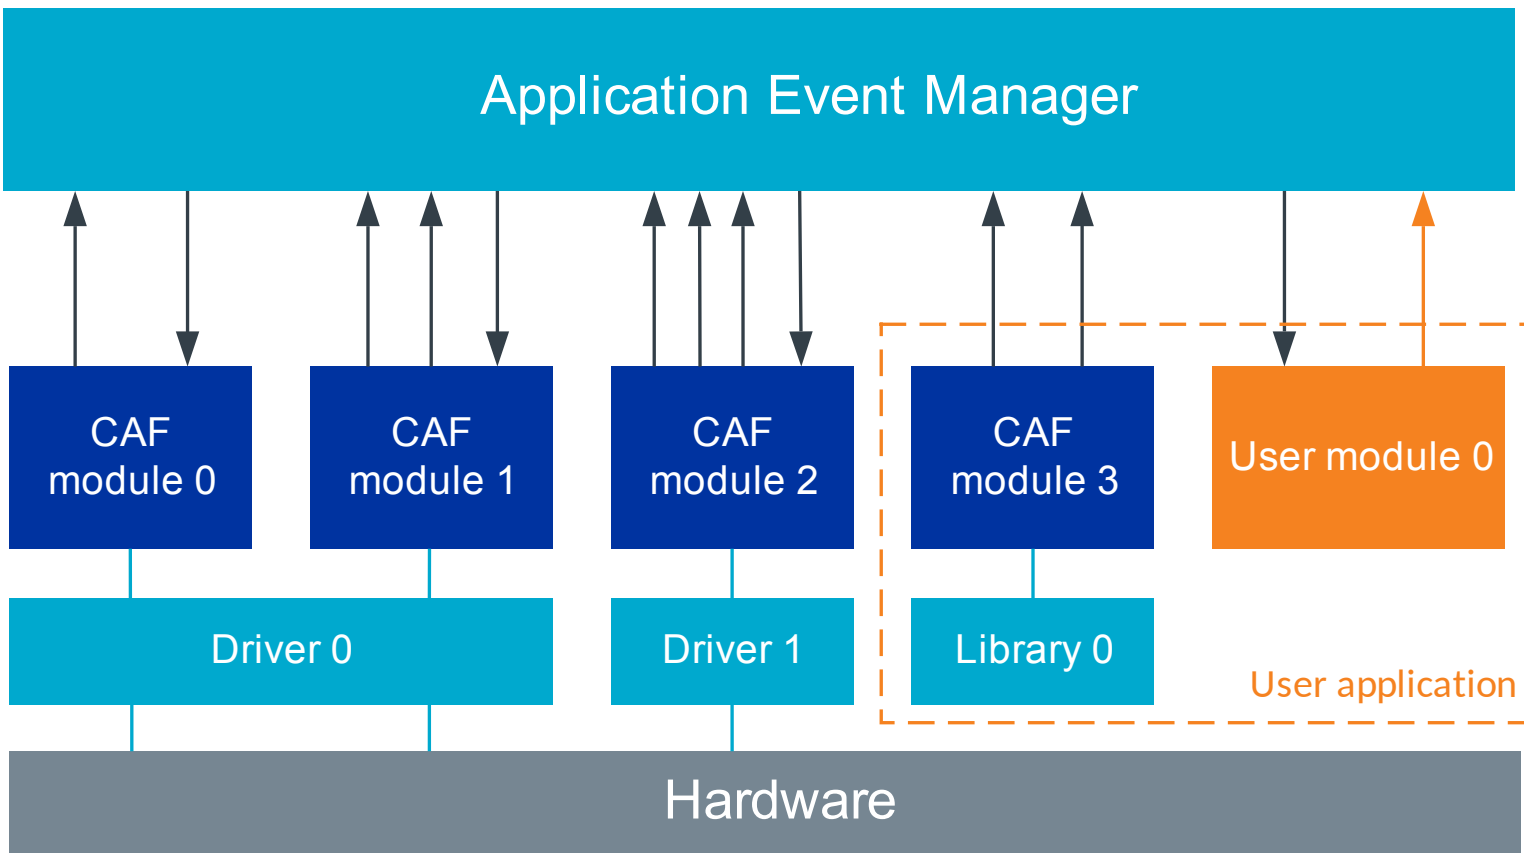 Application Event Manager
CAF
module 0
CAF
module 1
CAF
module 2
CAF
module 3
User module 0
Driver 0
Driver 1
Library 0
User application
Hardware